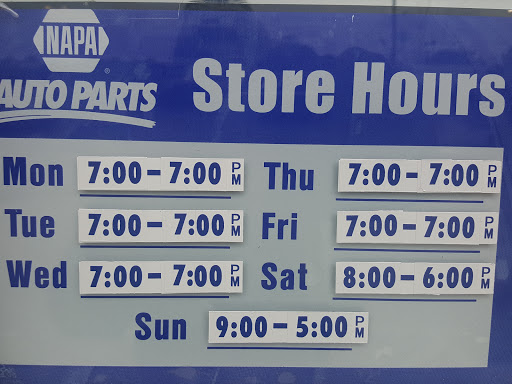 NAPA
AUTO PARTS
Store Hours
Mon 7:00-7:00 PM
Thu 7:00-7:00 PM
Tue 7:00-7:00 PM
Fri 7:00-7:00 PM
Wed 7:00-7:00 PM
Sat 8:00-6:00 PM
Sun 9:00-5:00 PM